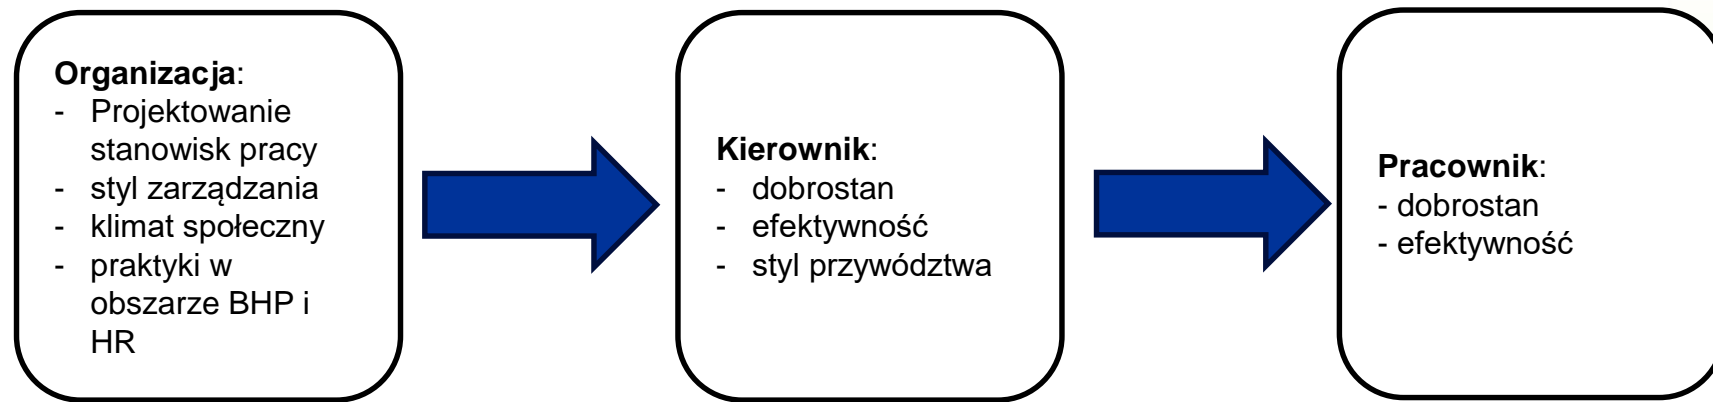 Organizacja:
- Projektowanie
stanowisk pracy
- styl zarządzania
- klimat społeczny
- praktyki w
obszarze BHP i
HR
Kierownik:
- dobrostan
- efektywność
- styl przywództwa
Pracownik:
- dobrostan
- efektywność